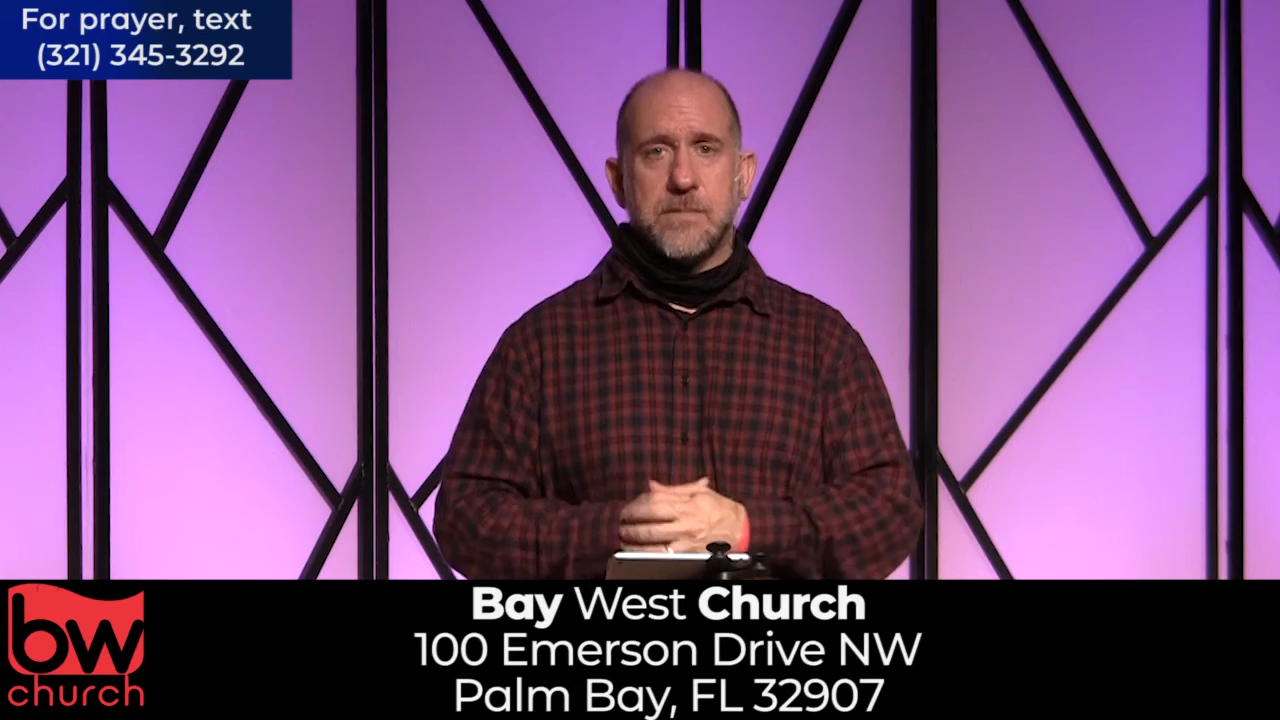 For prayer, text
(321) 345-3292
Bay West Church
100 Emerson Drive NW
Palm Bay, FL 32907
bw
church